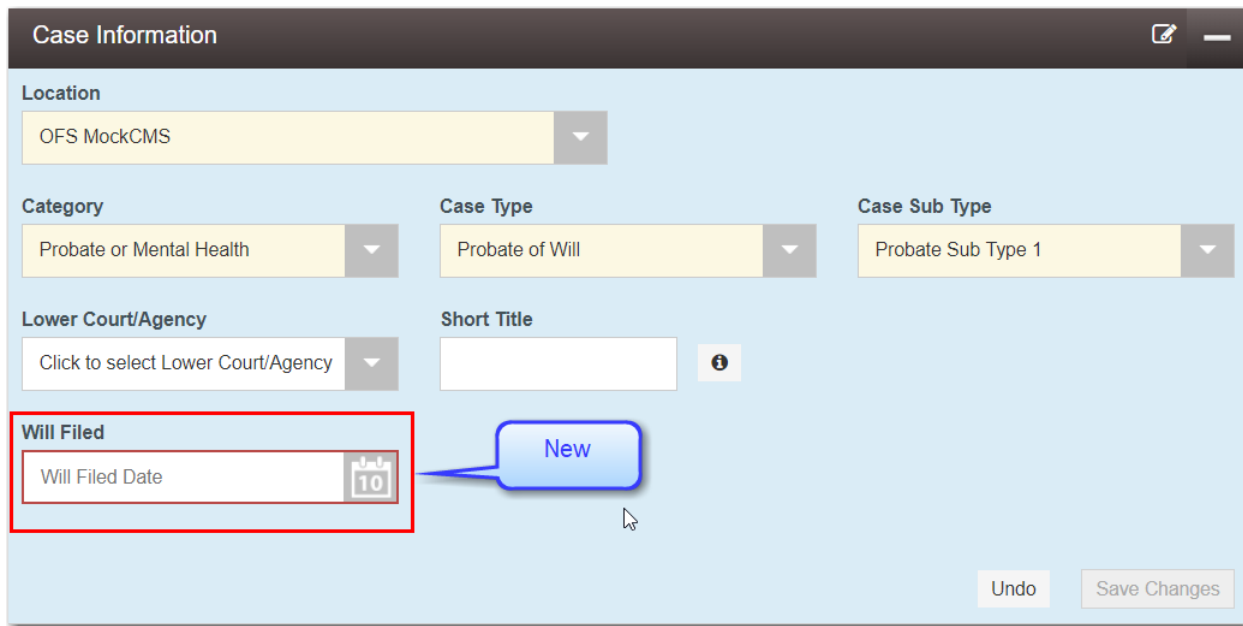 Case Information
Location
OFS MockCMS
Category
Case Type
Case Sub Type
Probate or Mental Health
Probate of Will
Probate Sub Type 1
Lower Court/Agency
Short Title
Click to select Lower Court/Agency
Will Filed
Will Filed Date
10
New
Undo
Save Changes